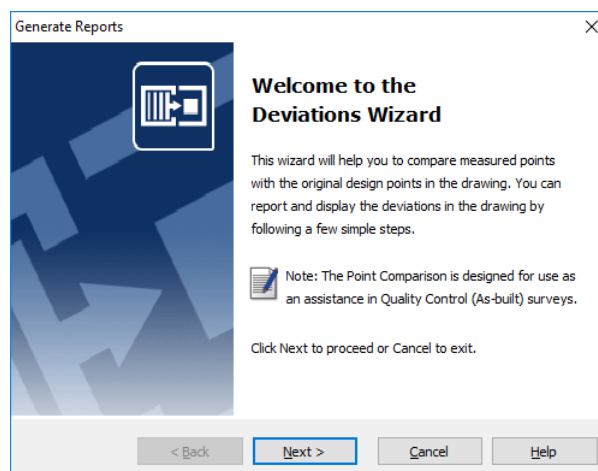 Generate Reports
Welcome to the
Deviations Wizard
This wizard will help you to compare measured points
with the original design points in the drawing. You can
report and display the deviations in the drawing by
following a few simple steps.
Note: The Point Comparison is designed for use as
an assistance in Quality Control (As-built) surveys.
Click Next to proceed or Cancel to exit.
< Back
Next >
Cancel
Help